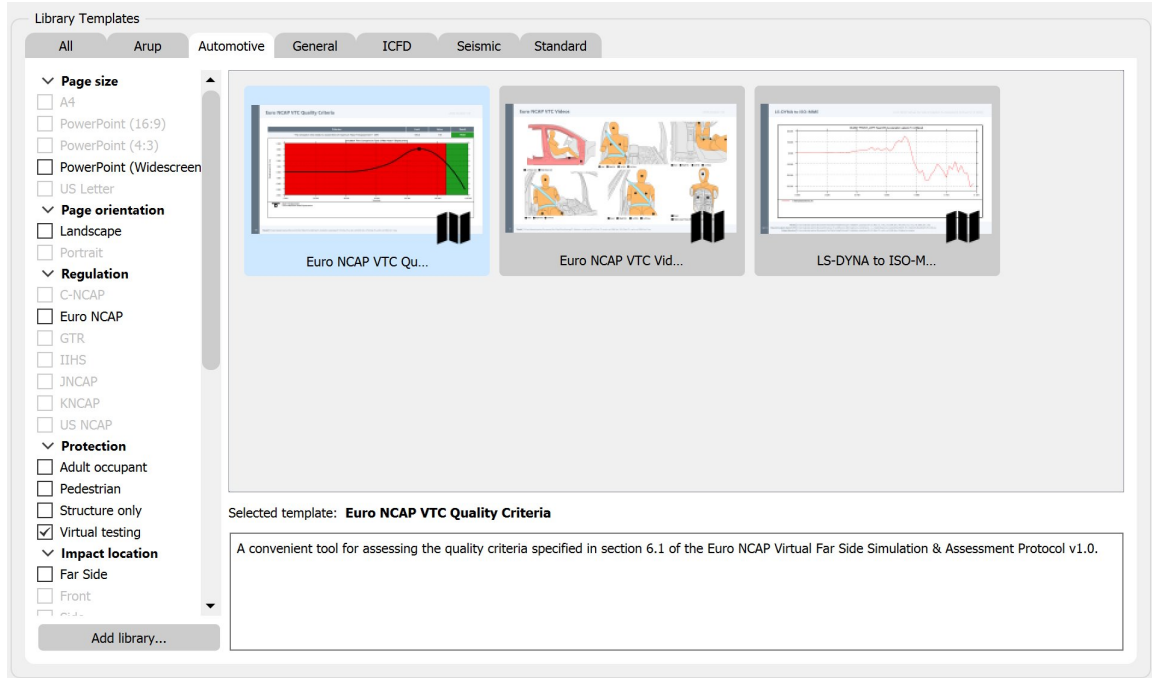 Library Templates
All Arup Automotive General ICFD Seismic Standard
Page size
A4
PowerPoint (16:9)
PowerPoint (4:3)
PowerPoint (Widescreen
US Letter
Page orientation
Landscape
Portrait
Regulation
C-NCAP
Euro NCAP
GTR
IIHS
JNCAP
KNCAP
US NCAP
Protection
Adult occupant
Pedestrian
Structure only
Virtual testing
Impact location
Far Side
Front
Add library...
Euro NCAP VTC Quality Criteria
Euro NCAP VTC Qu...
Euro NCAP VTC Videos
Euro NCAP VTC Vid...
LS-DYNA to ISO-MME
LS-DYNA to ISO-M...
Selected template: Euro NCAP VTC Quality Criteria
A convenient tool for assessing the quality criteria specified in section 6.1 of the Euro NCAP Virtual Far Side Simulation & Assessment Protocol v1.0.